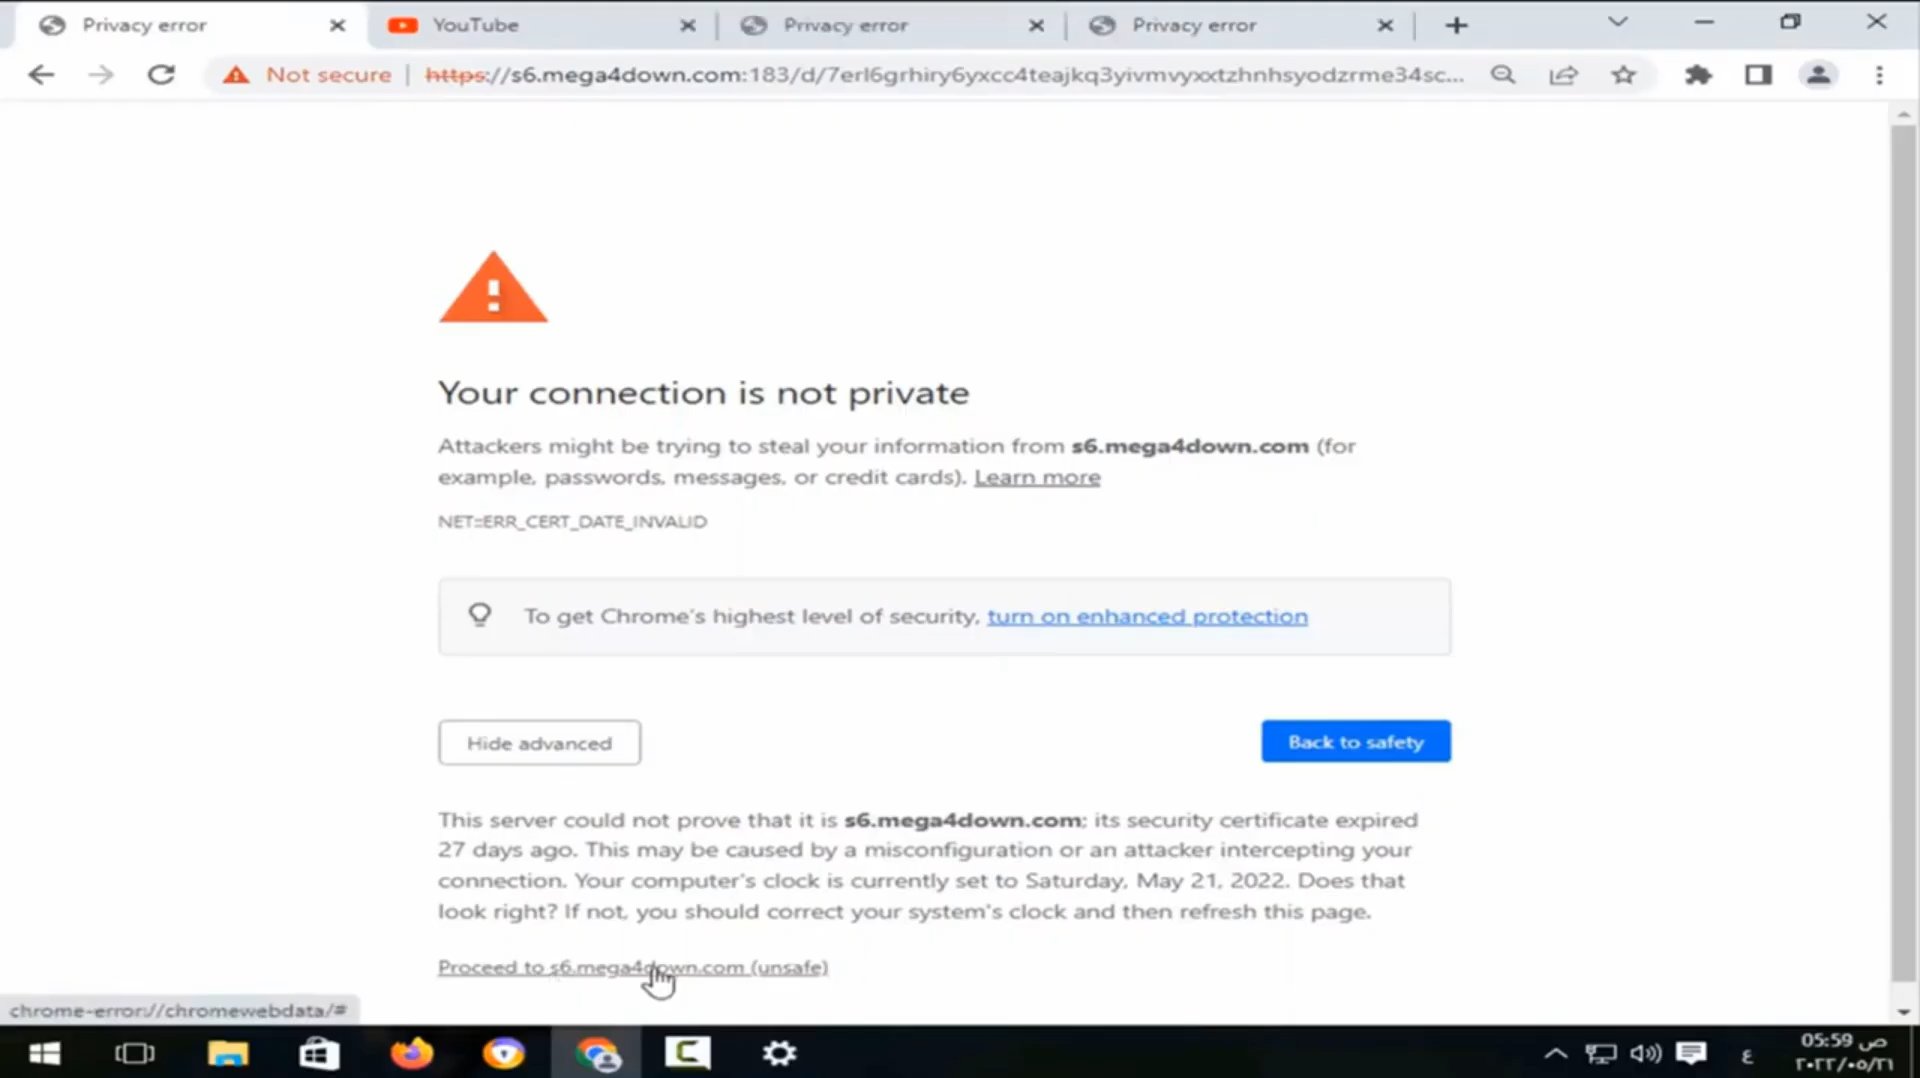 Privacy error
YouTube
Privacy error
Privacy error
Not secure | https://s6.mega4down.com:183/d/7erl6grhiry6yxcc4teajkq3yivmvyxxtzhnhsyodzrme34sc...
Your connection is not private
Attackers might be trying to steal your information from s6.mega4down.com (for
example, passwords, messages, or credit cards). Learn more
NET::ERR_CERT_DATE_INVALID
To get Chrome's highest level of security, turn on enhanced protection
Hide advanced
Back to safety
This server could not prove that it is s6.mega4down.com; its security certificate expired
27 days ago. This may be caused by a misconfiguration or an attacker intercepting your
connection. Your computer's clock is currently set to Saturday, May 21, 2022. Does that
look right? If not, you should correct your system's clock and then refresh this page.
Proceed to s6.mega4down.com (unsafe)
chrome-error://chromewebdata/#
ع
05:59 ص
٢٠٢٢/٠٥/٢١